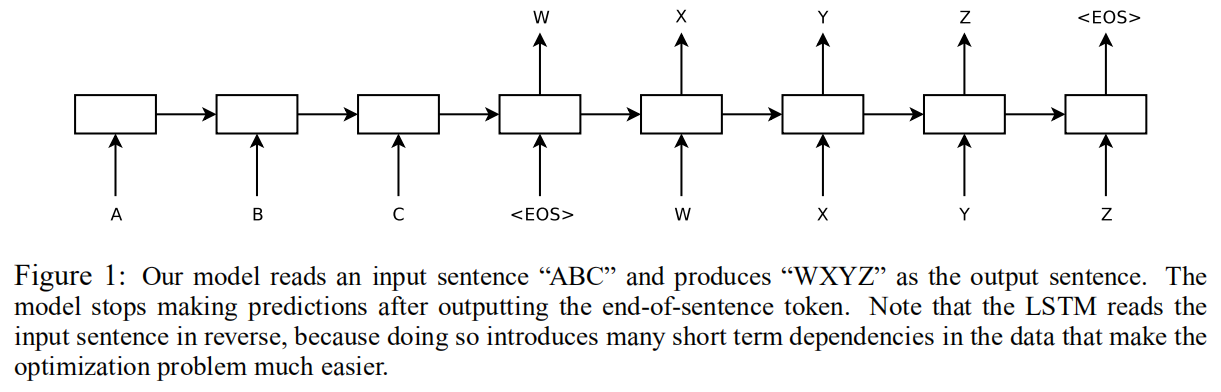 W X Y Z <EOS>
A B C <EOS> W X Y Z
Figure 1: Our model reads an input sentence “ABC” and produces “WXYZ” as the output sentence. The
model stops making predictions after outputting the end-of-sentence token. Note that the LSTM reads the
input sentence in reverse, because doing so introduces many short term dependencies in the data that make the
optimization problem much easier.